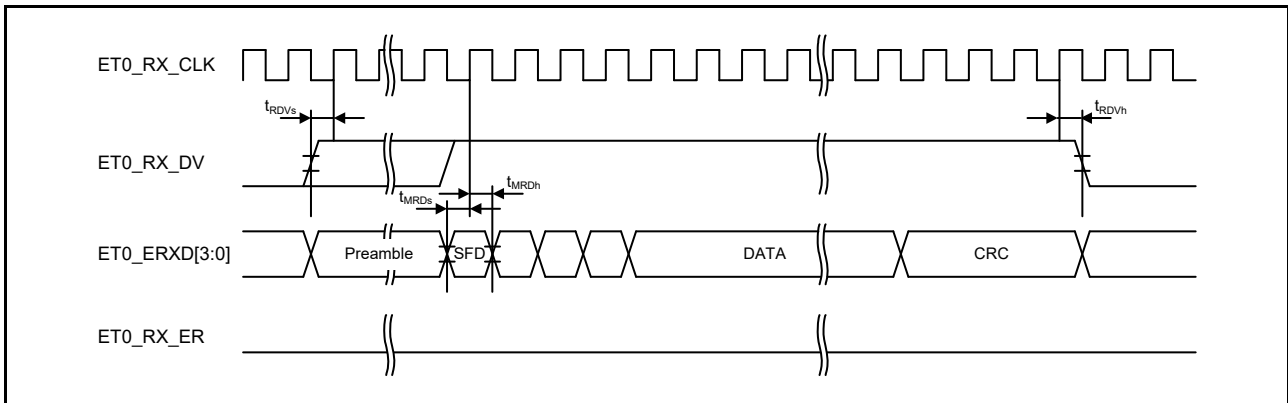 ET0_RX_CLK
tRDVs
tRDVh
ET0_RX_DV
tMRDh
tMRDs
ET0_ERXD[3:0]
Preamble
SFD
DATA
CRC
ET0_RX_ER